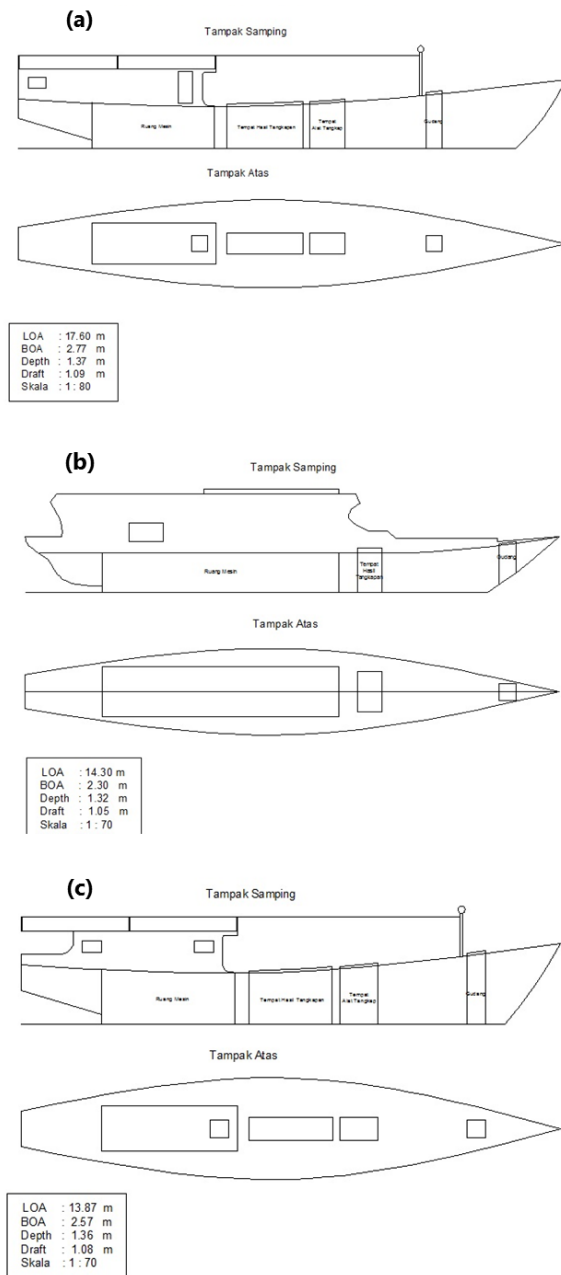 (a)
Tampak Samping
Ruang Mesin
Tempat Hasil Tangkapan
Tempat
Alat Tangkap
Gudang
Tampak Atas
LOA : 17.60 m
BOA : 2.77 m
Depth : 1.37 m
Draft : 1.09 m
Skala : 1 : 80
(b)
Tampak Samping
Ruang Mesin
Tempat
Hasil
Tangkapan
Gudang
Tampak Atas
LOA : 14.30 m
BOA : 2.30 m
Depth : 1.32 m
Draft : 1.05 m
Skala : 1 : 70
(c)
Tampak Samping
Ruang Mesin
Tempat Hasil Tangkapan
Tempat
Alat Tangkap
Gudang
Tampak Atas
LOA : 13.87 m
BOA : 2.57 m
Depth : 1.36 m
Draft : 1.08 m
Skala : 1 : 70